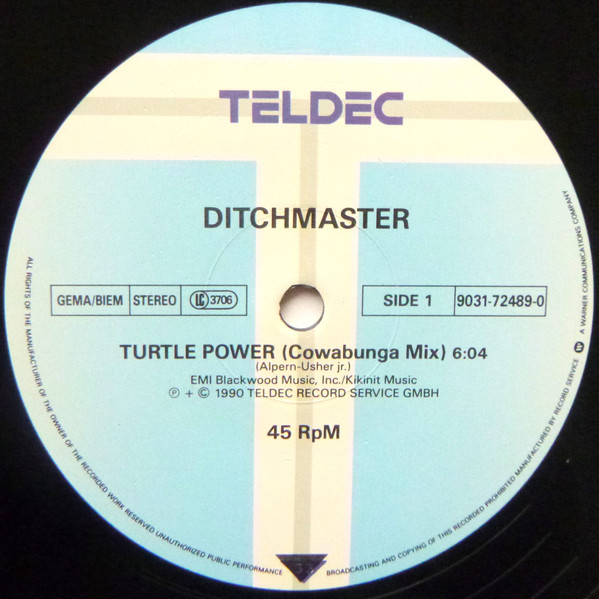 TELDEC
DITCHMASTER
GEMA/BIEM STEREO LC 3706
SIDE 1 9031-72489-0
TURTLE POWER (Cowabunga Mix) 6:04
(Alpern-Usher jr.)
EMI Blackwood Music, Inc./Kikinit Music
℗ + © 1990 TELDEC RECORD SERVICE GMBH
45 RpM
ALL RIGHTS OF THE MANUFACTURER OF THE OWNER OF THE RECORDED WORK RESERVED UNAUTHORIZED PUBLIC PERFORMANCE BROADCASTING AND COPYING OF THIS RECORDED PROHIBITED MANUFACTURED BY RECORD SERVICE A WARNER COMMUNICATIONS COMPANY